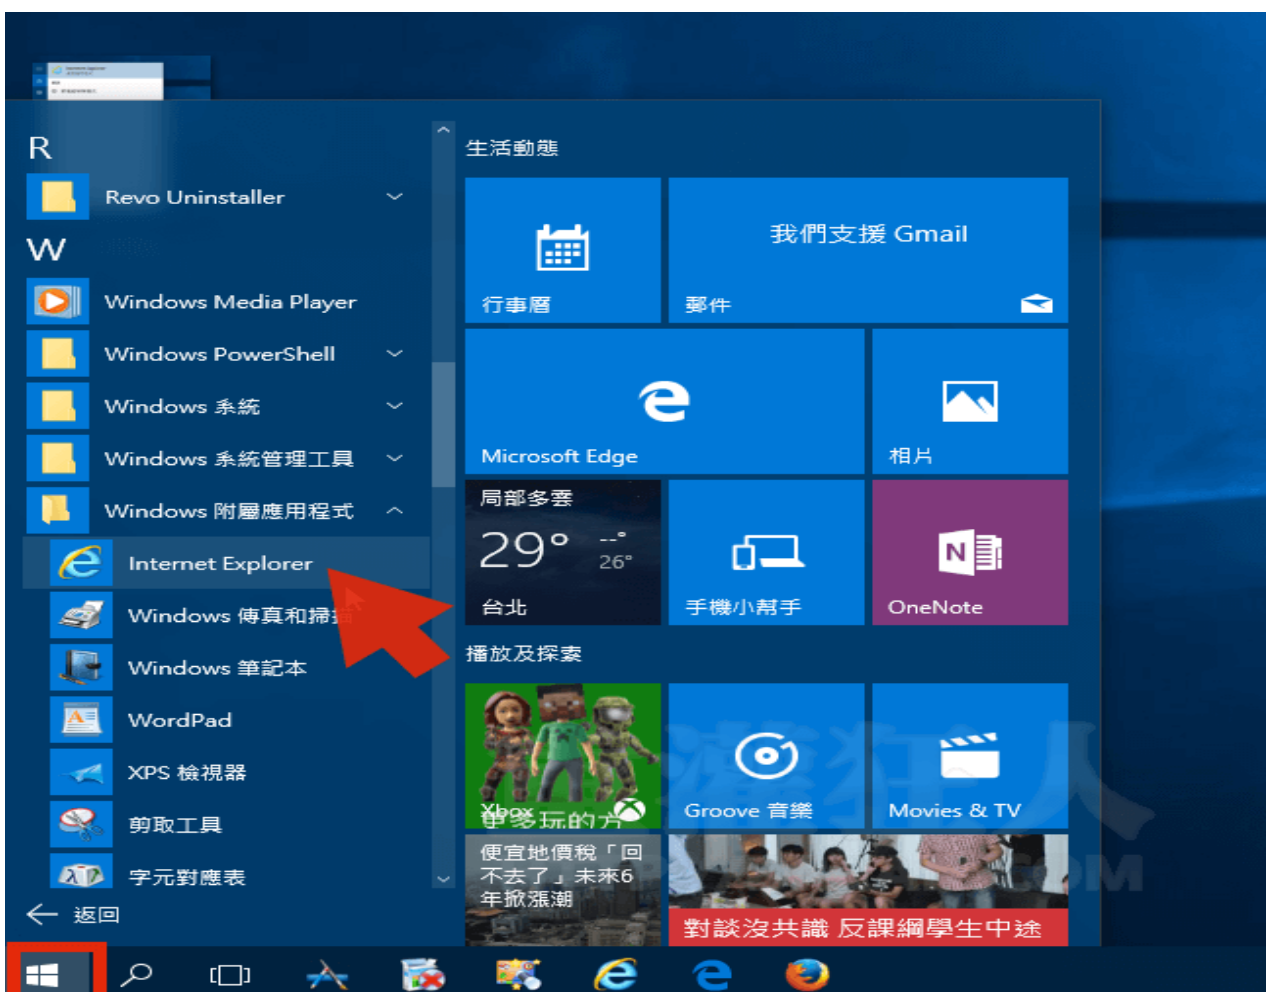 R
Revo Uninstaller
W
Windows Media Player
Windows PowerShell
Windows 系統
Windows 系統管理工具
Windows 附屬應用程式
Internet Explorer
Windows 傳真和掃描
Windows 筆記本
WordPad
XPS 檢視器
剪取工具
字元對應表
返回
生活動態
行事曆
我們支援 Gmail
郵件
Microsoft Edge
相片
局部多雲
29° --°
26°
台北
手機小幫手
N
OneNote
播放及探索
Xbox
更多玩的方
Groove 音樂
Movies & TV
便宜地價稅「回
不去了」未來6
年掀漲潮
對談沒共識 反課綱學生中途